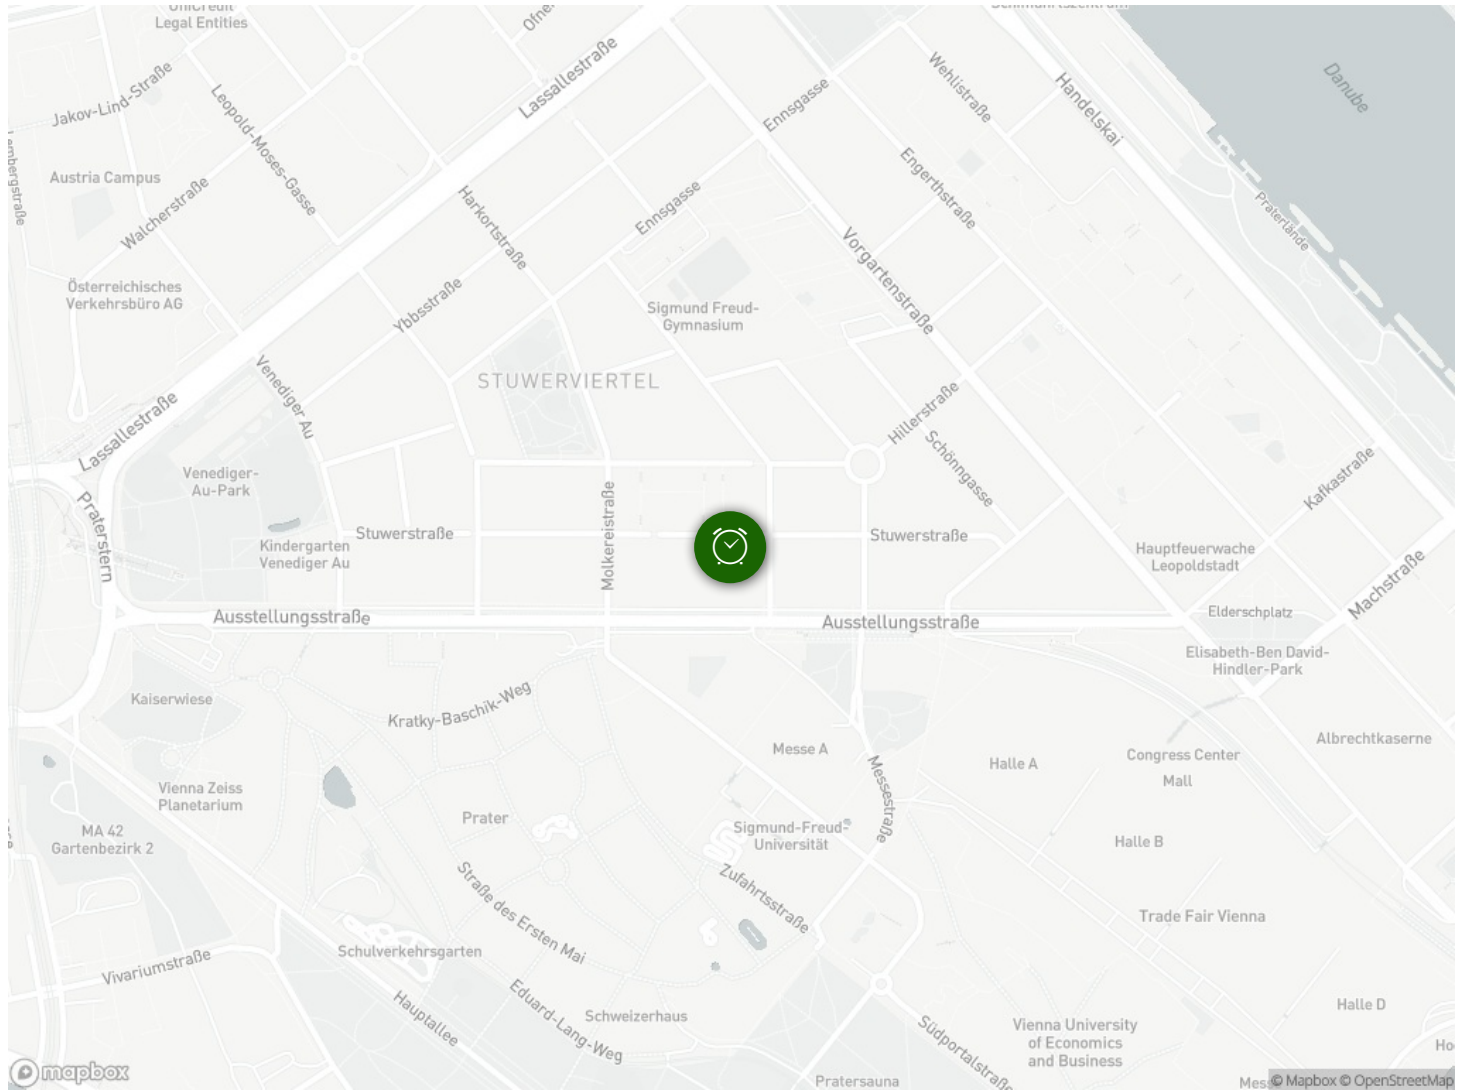 UniCredit
Legal Entities
Lassallestraße
Jakov-Lind-Straße
Leopold-Moses-Gasse
Austria Campus
Walcherstraße
Österreichisches
Verkehrsbüro AG
Harkortstraße
Ybbsstraße
Ennsgasse
Ennsgasse
Wehlistraße
Handelskai
Danube
Engerthstraße
Praterlände
Vorgartenstraße
Sigmund Freud-
Gymnasium
STUWERVIERTEL
Venediger Au
Lassallestraße
Venediger-
Au-Park
Praterstern
Kindergarten
Venediger Au
Stuwerstraße
Molkereistraße
Stuwerstraße
Hillerstraße
Schönngasse
Kafkastraße
Hauptfeuerwache
Leopoldstadt
Machstraße
Elderschplatz
Elisabeth-Ben David-
Hindler-Park
Ausstellungsstraße
Ausstellungsstraße
Kaiserwiese
Kratky-Baschik-Weg
Messe A
Halle A
Congress Center
Mall
Albrechtkaserne
Messestraße
Vienna Zeiss
Planetarium
Prater
MA 42
Gartenbezirk 2
Sigmund-Freud-
Universität
Halle B
Zufahrtsstraße
Straße des Ersten Mai
Trade Fair Vienna
Schulverkehrsgarten
Vivariumstraße
Hauptallee
Eduard-Lang-Weg
Schweizerhaus
Südportalstraße
Vienna University
of Economics
and Business
Halle D
Ho
Pratersauna
Mes
mapbox
© Mapbox © OpenStreetMap